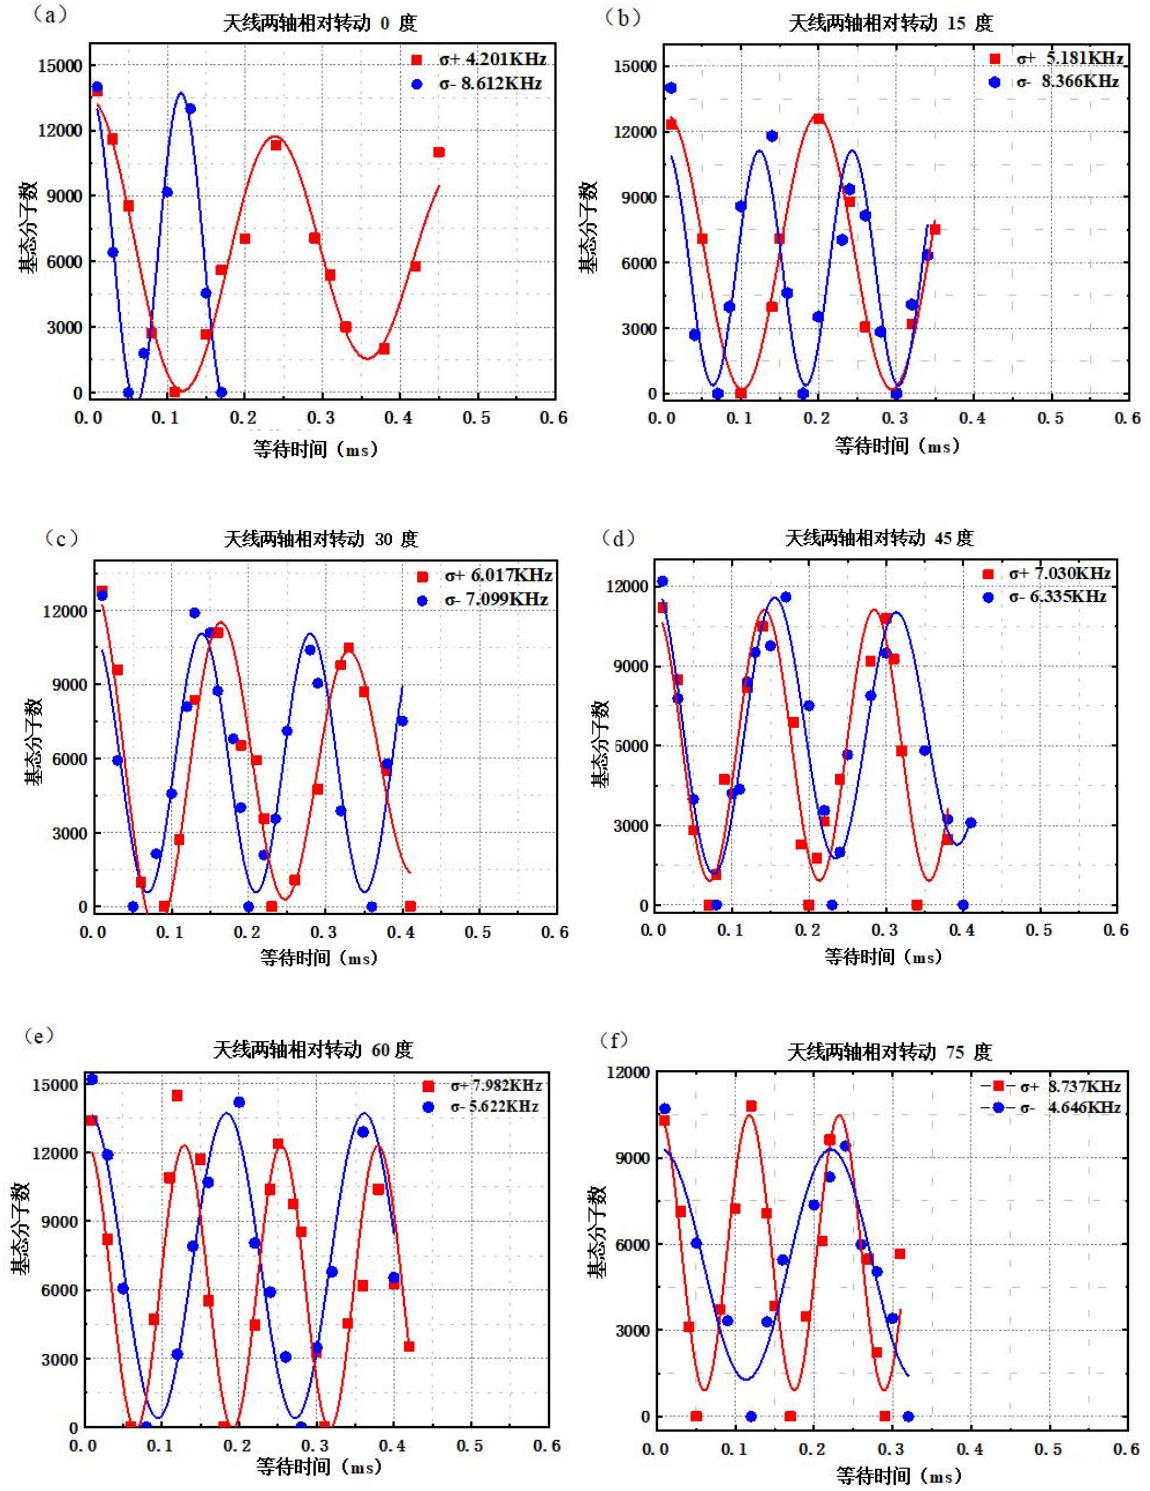 (a)
天线两轴相对转动 0 度
σ+ 4.201KHz
σ- 8.612KHz
基态分子数
15000
12000
9000
6000
3000
0
0.0 0.1 0.2 0.3 0.4 0.5 0.6
等待时间（ms）
(b)
天线两轴相对转动 15 度
σ+ 5.181KHz
σ- 8.366KHz
基态分子数
15000
12000
9000
6000
3000
0
0.0 0.1 0.2 0.3 0.4 0.5 0.6
等待时间（ms）
(c)
天线两轴相对转动 30 度
σ+ 6.017KHz
σ- 7.099KHz
基态分子数
12000
9000
6000
3000
0
0.0 0.1 0.2 0.3 0.4 0.5 0.6
等待时间（ms）
(d)
天线两轴相对转动 45 度
σ+ 7.030KHz
σ- 6.335KHz
基态分子数
12000
9000
6000
3000
0
0.0 0.1 0.2 0.3 0.4 0.5 0.6
等待时间（ms）
(e)
天线两轴相对转动 60 度
σ+ 7.982KHz
σ- 5.622KHz
基态分子数
15000
12000
9000
6000
3000
0
0.0 0.1 0.2 0.3 0.4 0.5 0.6
等待时间（ms）
(f)
天线两轴相对转动 75 度
σ+ 8.737KHz
σ- 4.646KHz
基态分子数
12000
9000
6000
3000
0
0.0 0.1 0.2 0.3 0.4 0.5 0.6
等待时间（ms）